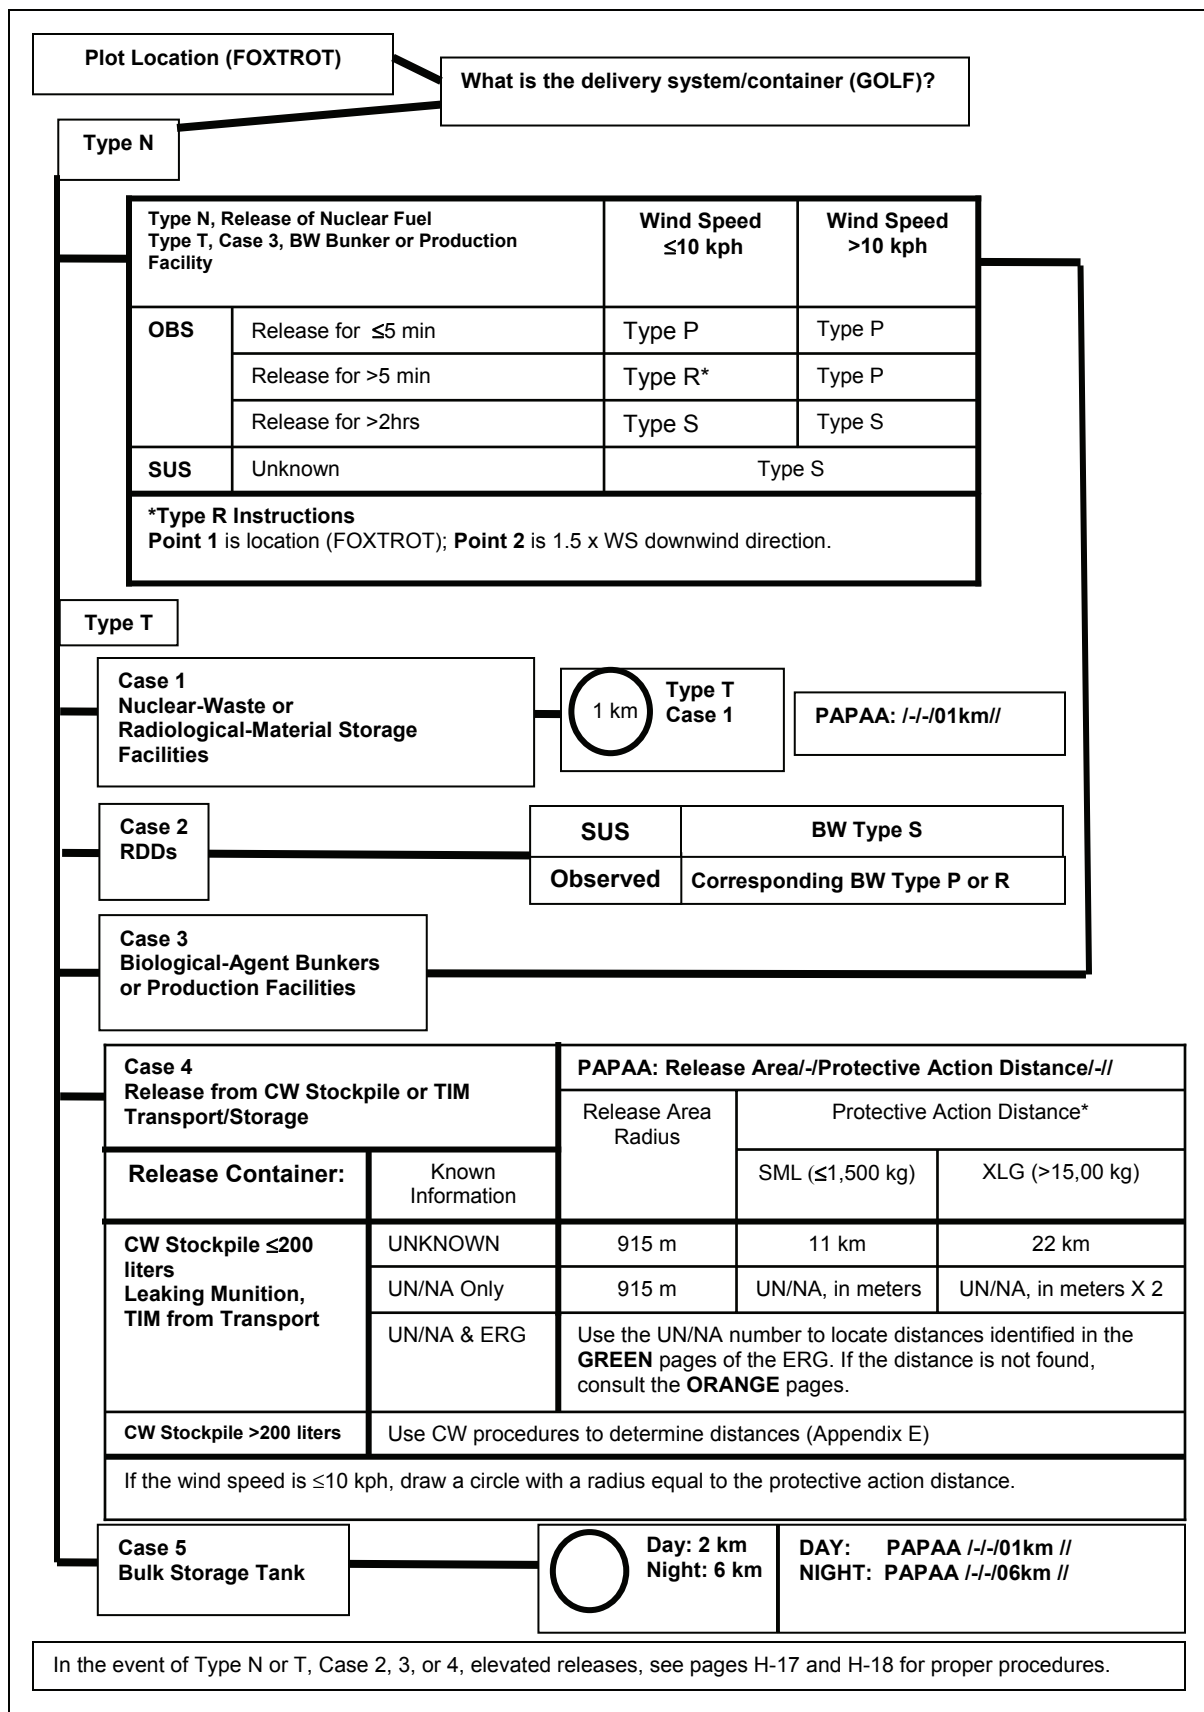 Plot Location (FOXTROT)
What is the delivery system/container (GOLF)?
Type N
Type N, Release of Nuclear Fuel
Type T, Case 3, BW Bunker or Production
Facility
Wind Speed
≤10 kph
Wind Speed
>10 kph
OBS
Release for ≤5 min
Type P
Type P
Release for >5 min
Type R*
Type P
Release for >2hrs
Type S
Type S
SUS
Unknown
Type S
*Type R Instructions
Point 1 is location (FOXTROT); Point 2 is 1.5 x WS downwind direction.
Type T
Case 1
Nuclear-Waste or
Radiological-Material Storage
Facilities
1 km
Type T
Case 1
PAPAA: /-/-/01km//
Case 2
RDDs
SUS
BW Type S
Observed
Corresponding BW Type P or R
Case 3
Biological-Agent Bunkers
or Production Facilities
Case 4
Release from CW Stockpile or TIM
Transport/Storage
PAPAA: Release Area/-/Protective Action Distance/-//
Release Area
Radius
Protective Action Distance*
Release Container:
Known
Information
SML (≤1,500 kg)
XLG (>15,00 kg)
CW Stockpile ≤200
liters
Leaking Munition,
TIM from Transport
UNKNOWN
915 m
11 km
22 km
UN/NA Only
915 m
UN/NA, in meters
UN/NA, in meters X 2
UN/NA & ERG
Use the UN/NA number to locate distances identified in the
GREEN pages of the ERG. If the distance is not found,
consult the ORANGE pages.
CW Stockpile >200 liters
Use CW procedures to determine distances (Appendix E)
If the wind speed is ≤10 kph, draw a circle with a radius equal to the protective action distance.
Case 5
Bulk Storage Tank
Day: 2 km
Night: 6 km
DAY: PAPAA /-/-/01km //
NIGHT: PAPAA /-/-/06km //
In the event of Type N or T, Case 2, 3, or 4, elevated releases, see pages H-17 and H-18 for proper procedures.